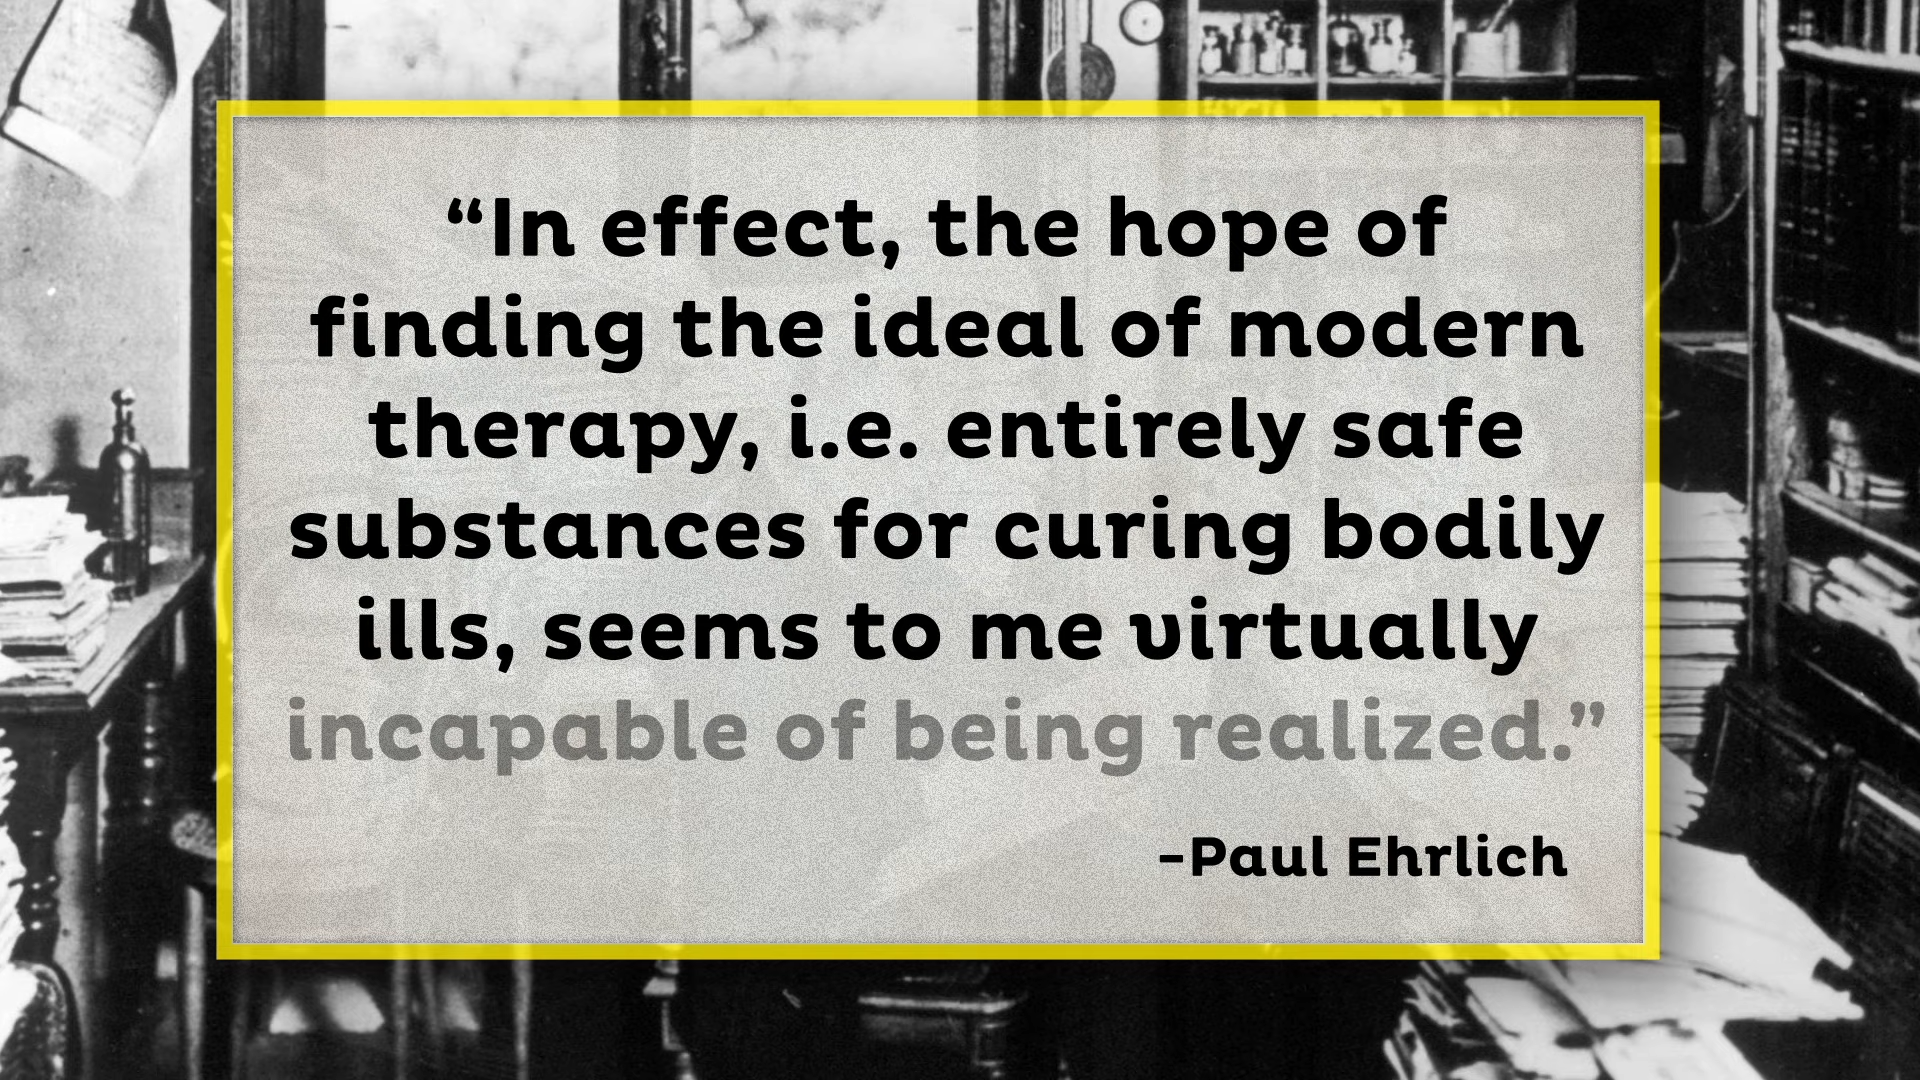 “In effect, the hope of
finding the ideal of modern
therapy, i.e. entirely safe
substances for curing bodily
ills, seems to me virtually
incapable of being realized.”
-Paul Ehrlich